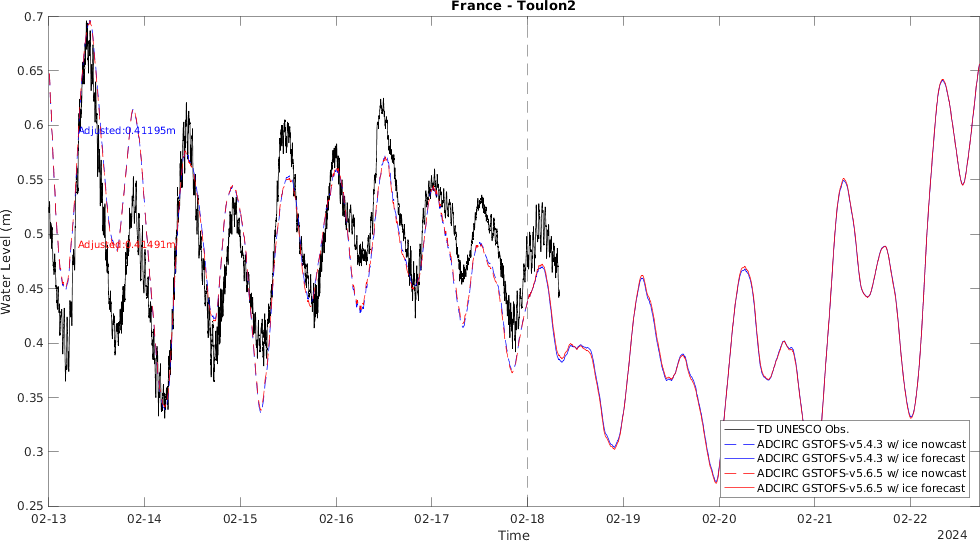 France - Toulon2
0.7
0.65
0.6
0.55
0.5
0.45
0.4
0.35
0.3
0.25
Water Level (m)
Adjusted:0.41195m
Adjusted:0.41491m
TD UNESCO Obs.
ADCIRC GSTOFS-v5.4.3 w/ ice nowcast
ADCIRC GSTOFS-v5.4.3 w/ ice forecast
ADCIRC GSTOFS-v5.6.5 w/ ice nowcast
ADCIRC GSTOFS-v5.6.5 w/ ice forecast
02-13 02-14 02-15 02-16 02-17 02-18 02-19 02-20 02-21 02-22
Time
2024